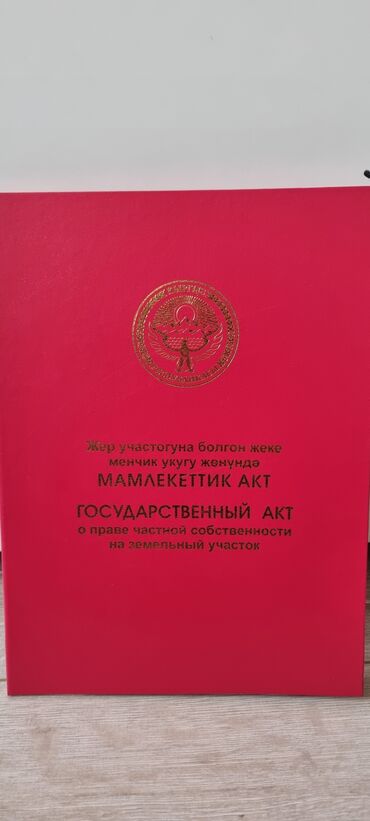 Жер участогуна болгон жеке
менчик укугу жөнүндө
МАМЛЕКЕТТИК АКТ
ГОСУДАРСТВЕННЫЙ АКТ
о праве частной собственности
на земельный участок